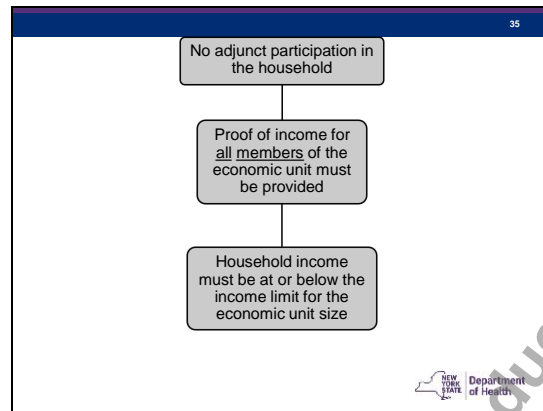 35
No adjunct participation in
the household
Proof of income for
all members of the
economic unit must
be provided
Household income
must be at or below the
income limit for the
economic unit size
NEW
YORK
STATE
Department
of Health